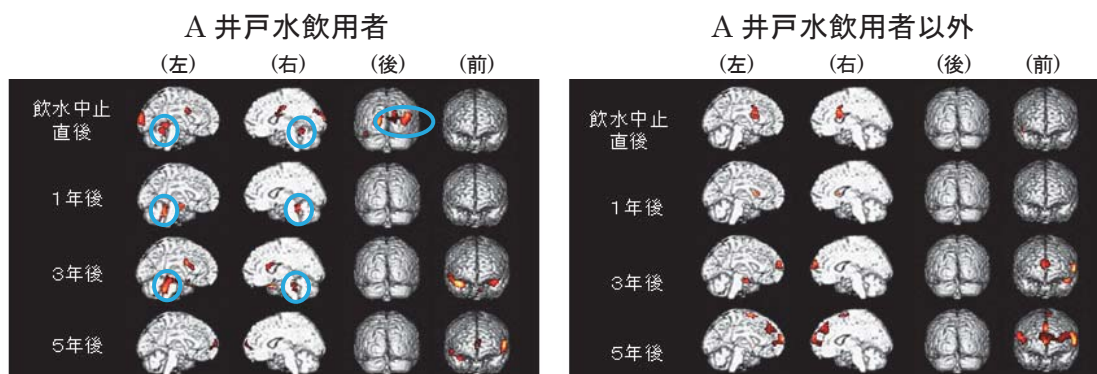 A 井戸水飲用者
(左) (右) (後) (前)
飲水中止
直後
1年後
3年後
5年後
A 井戸水飲用者以外
(左) (右) (後) (前)
飲水中止
直後
1年後
3年後
5年後